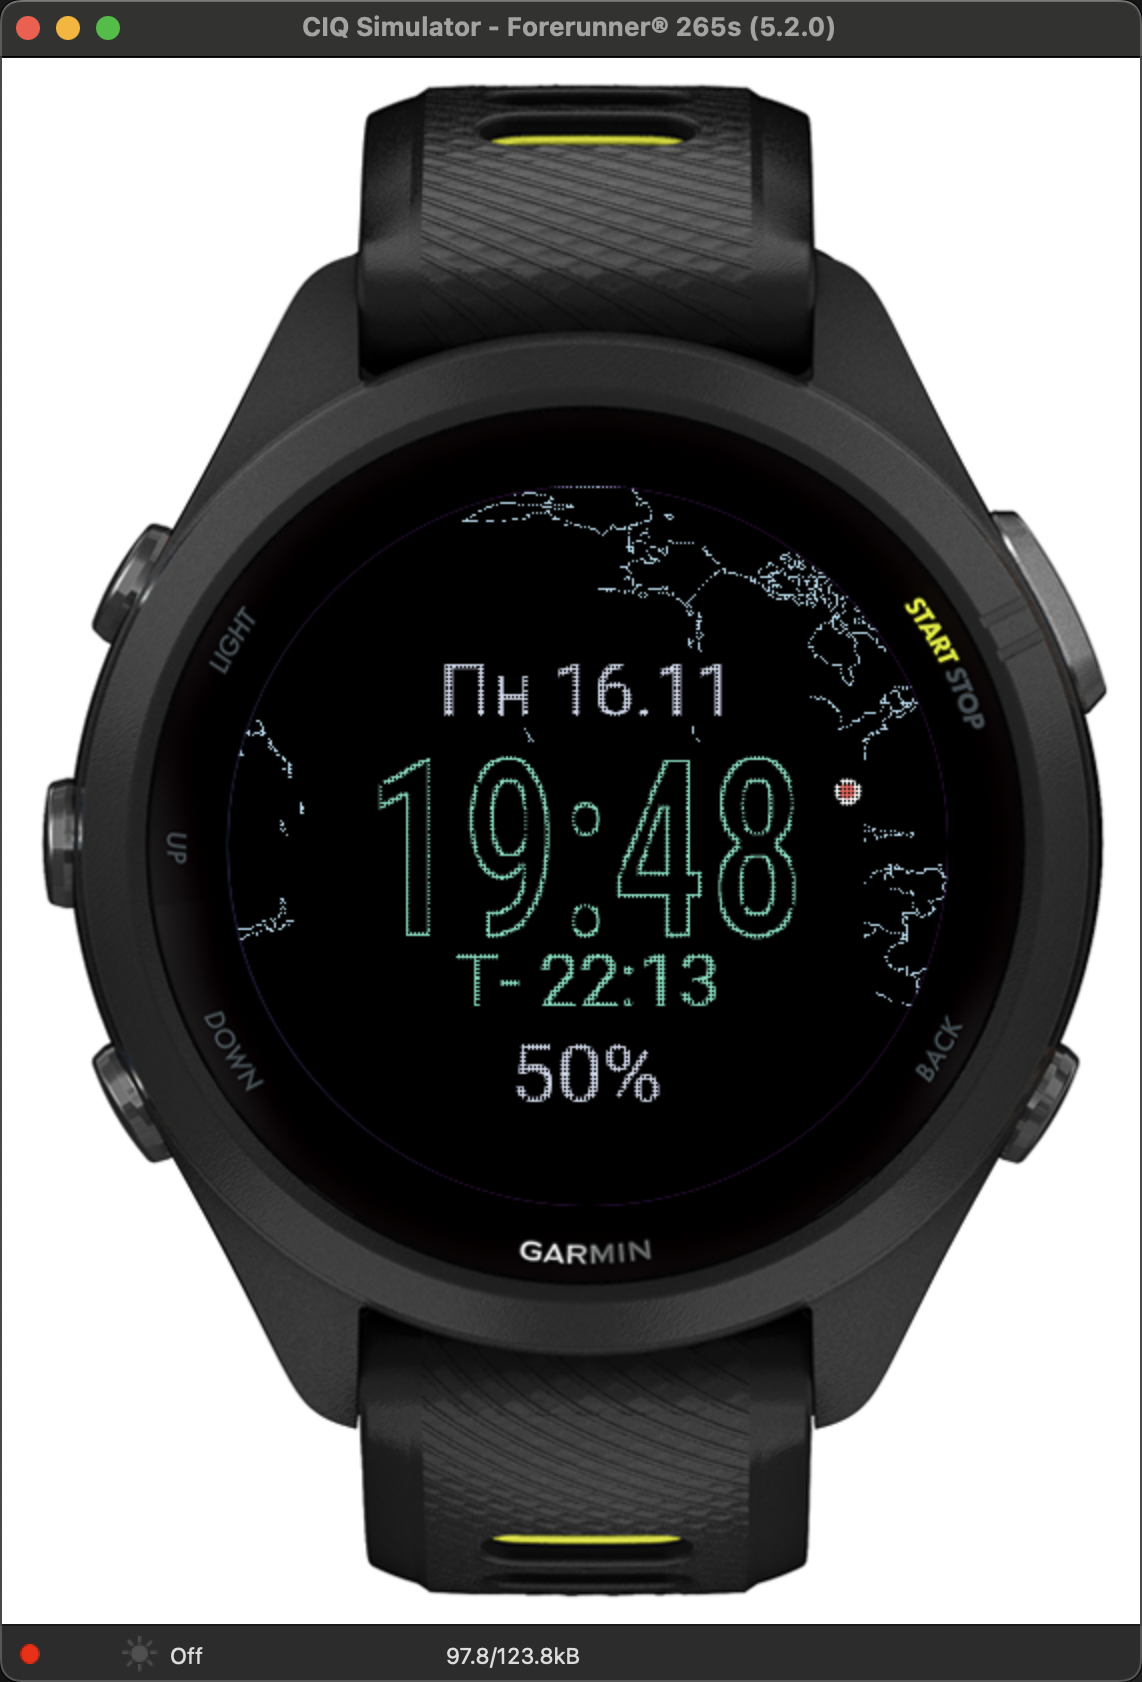 CIQ Simulator - Forerunner® 265s (5.2.0)
LIGHT
START STOP
Пн 16.11
19:48
UP
T- 22:13
DOWN
BACK
50%
GARMIN
Off
97.8/123.8kB